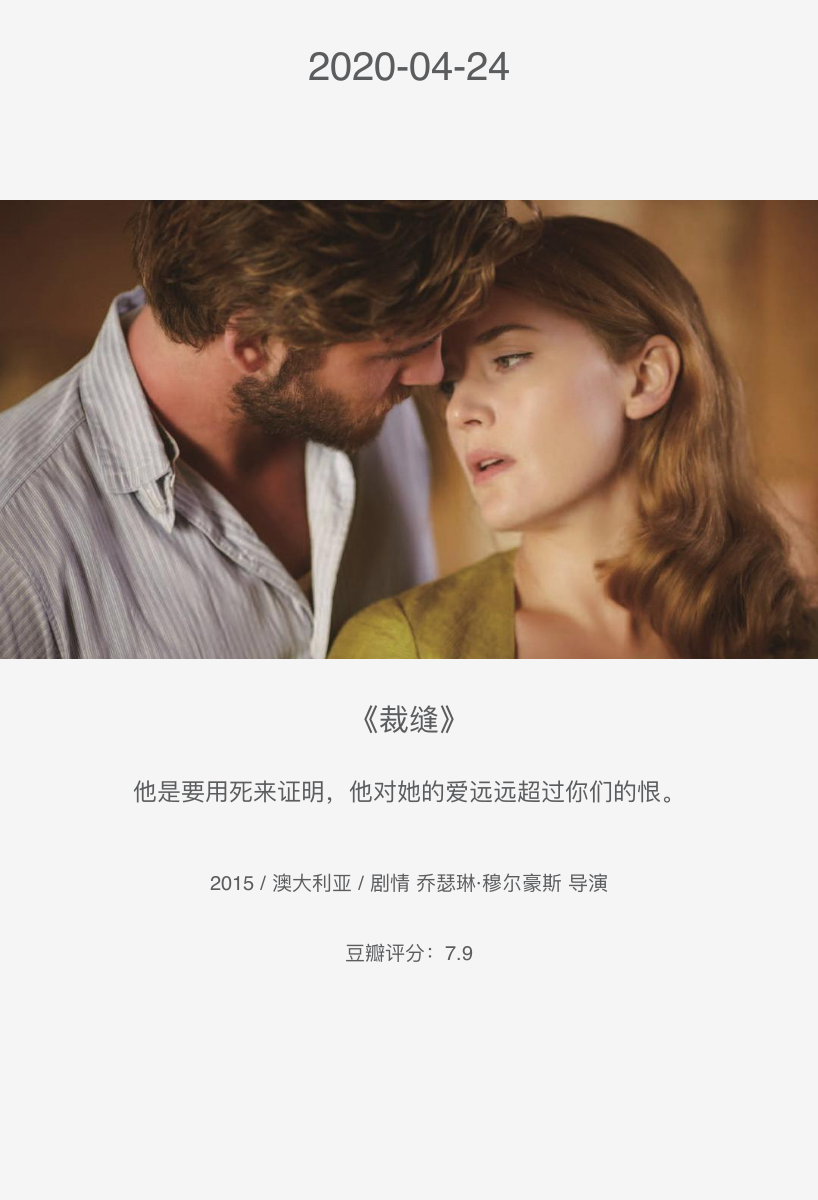 2020-04-24
《裁缝》
他是要用死来证明，他对她的爱远远超过你们的恨。
2015 / 澳大利亚 / 剧情 乔瑟琳·穆尔豪斯 导演
豆瓣评分：7.9